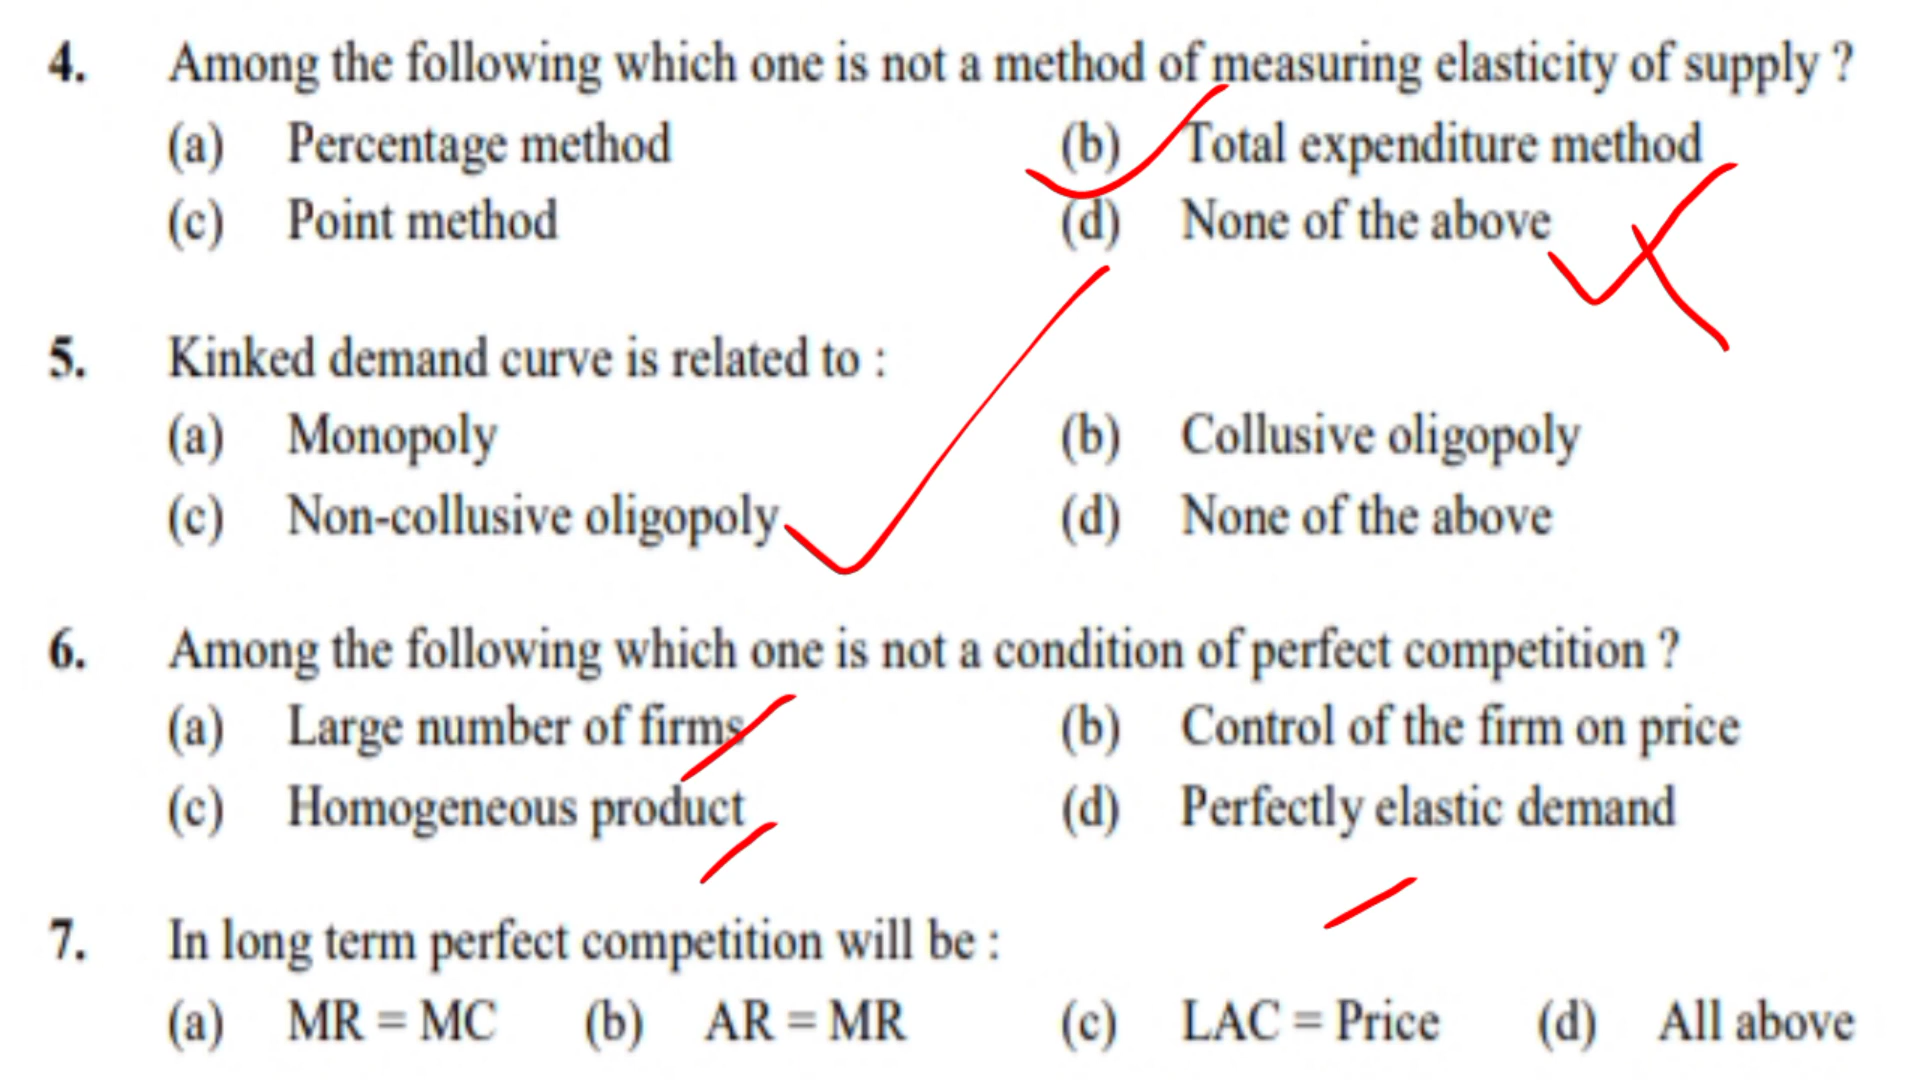 4. Among the following which one is not a method of measuring elasticity of supply ?
(a) Percentage method (b) Total expenditure method
(c) Point method (d) None of the above
5. Kinked demand curve is related to :
(a) Monopoly (b) Collusive oligopoly
(c) Non-collusive oligopoly (d) None of the above
6. Among the following which one is not a condition of perfect competition ?
(a) Large number of firms (b) Control of the firm on price
(c) Homogeneous product (d) Perfectly elastic demand
7. In long term perfect competition will be :
(a) MR = MC (b) AR = MR (c) LAC = Price (d) All above